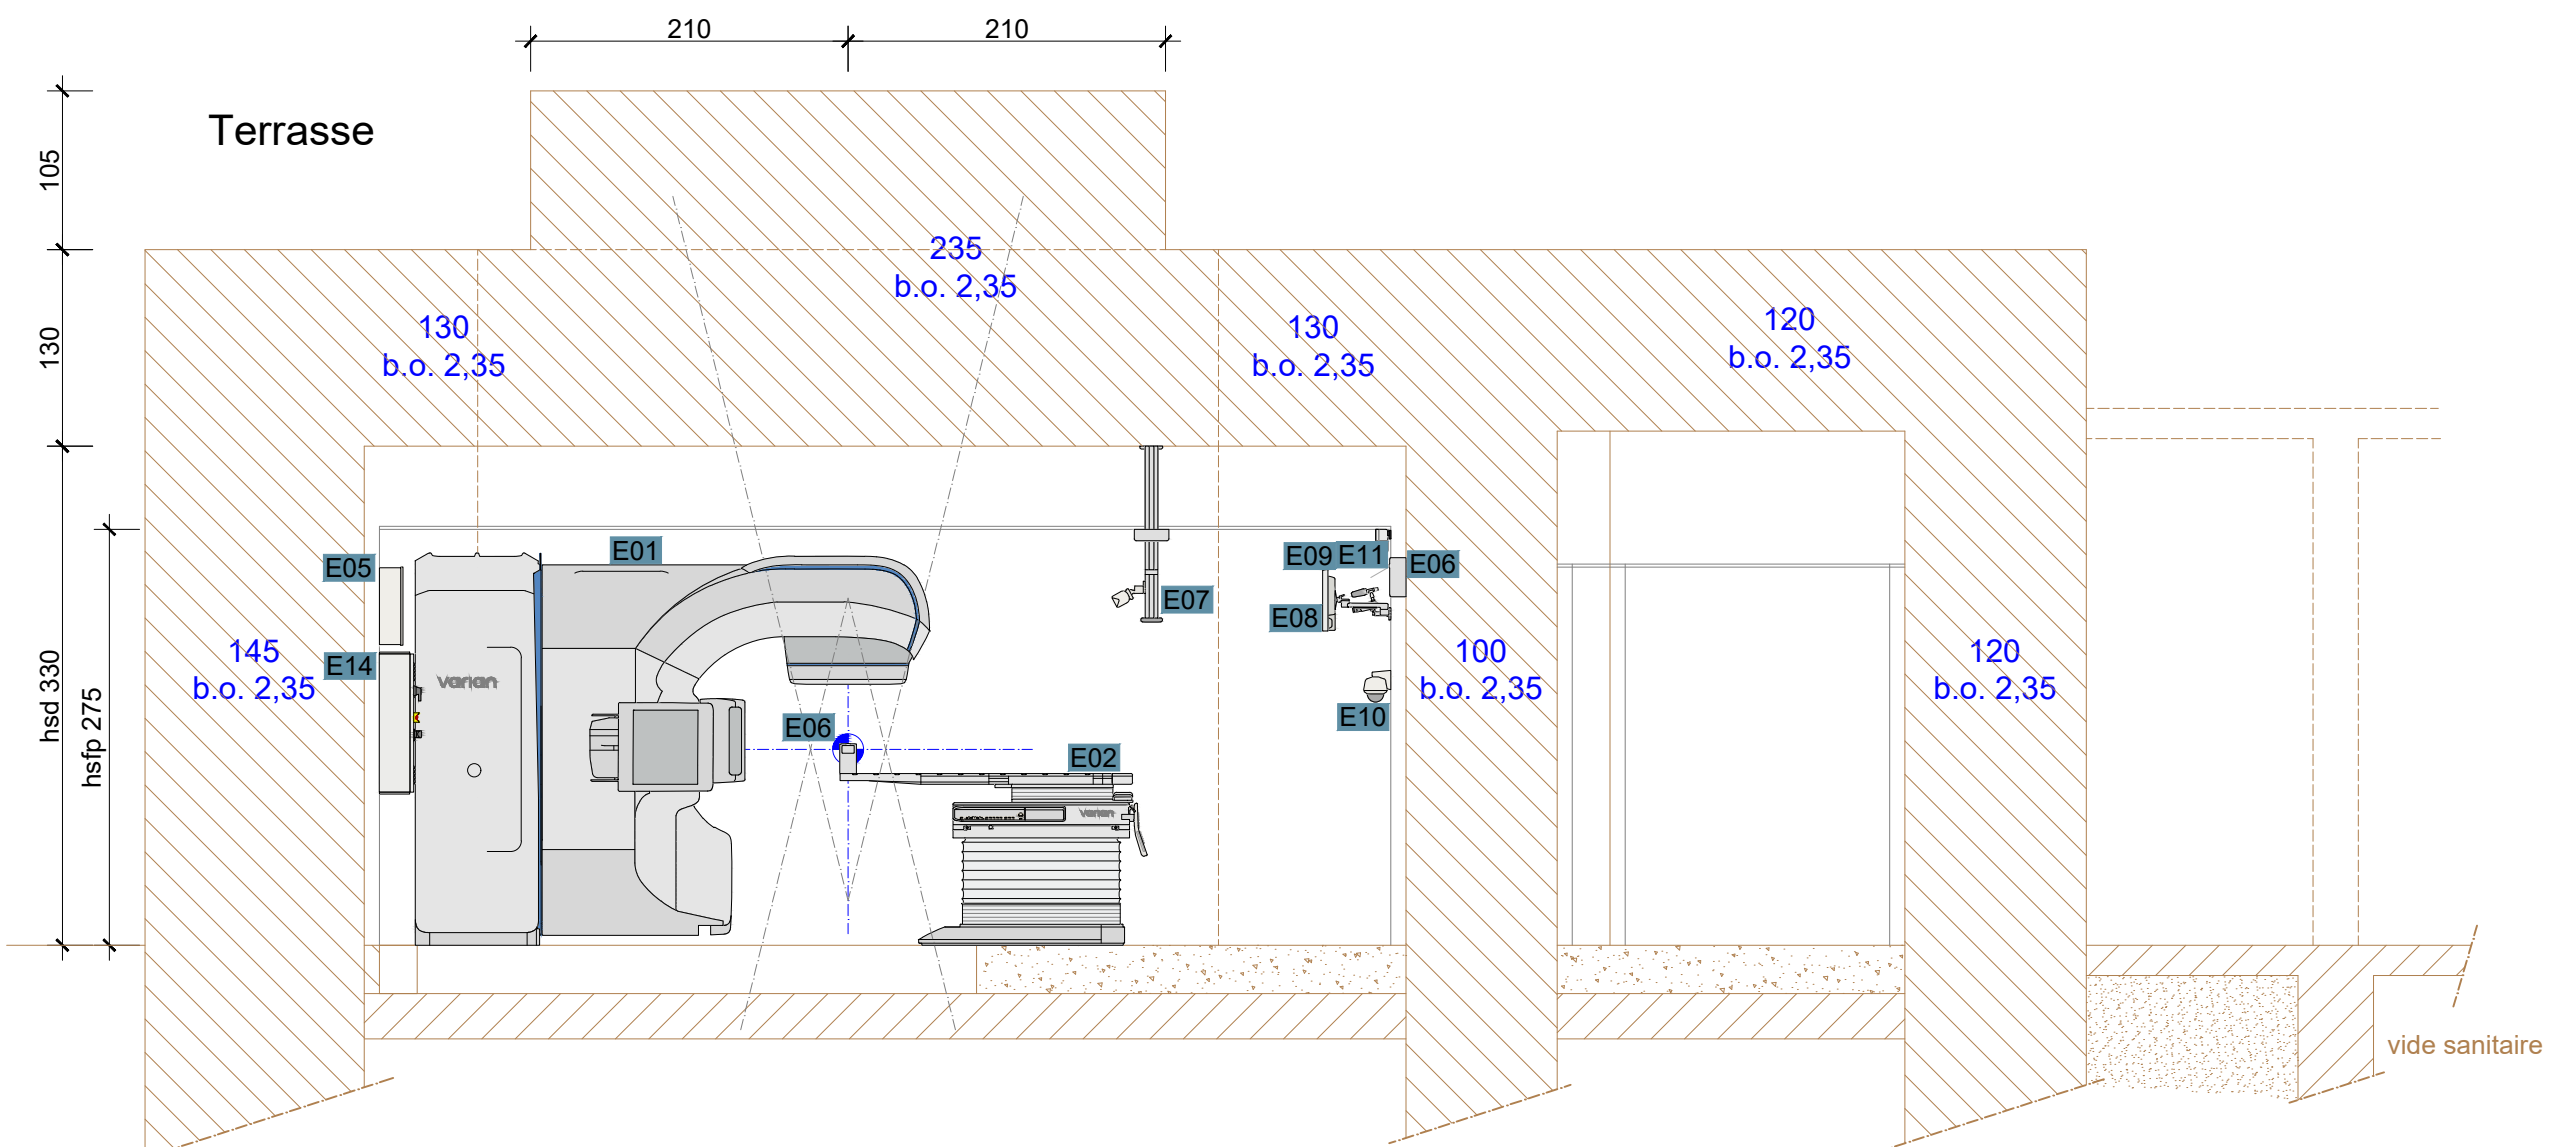 210
210
Terrasse
105
235
b.o. 2,35
130
b.o. 2,35
130
b.o. 2,35
120
b.o. 2,35
130
E01
E05
E09
E11
E06
E07
E08
145
b.o. 2,35
E14
varian
100
b.o. 2,35
120
b.o. 2,35
hsd 330
hsfp 275
E10
E06
E02
varian
vide sanitaire